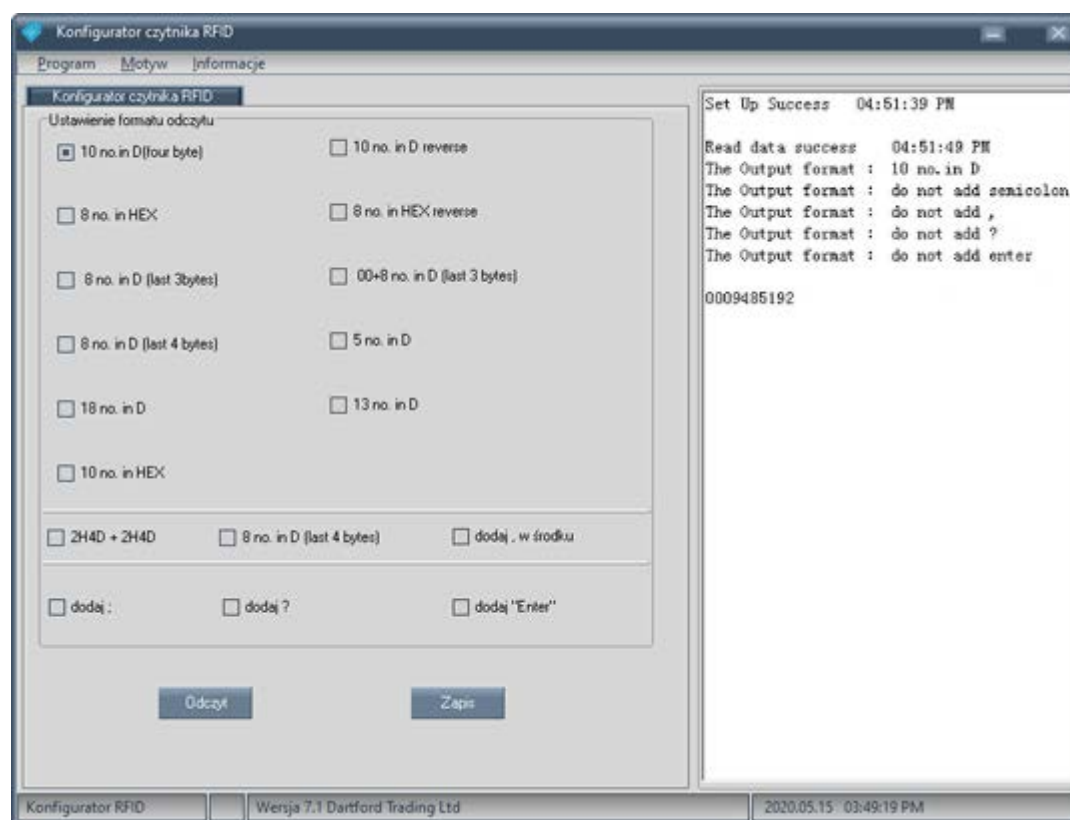 Konfigurator czytnika RFID
Program Motyw Informacje
Konfigurator czytnika RFID
Ustawienie formatu odczytu
10 no.in D(four byte)
10 no. in D reverse
8 no. in HEX
8 no. in HEX reverse
8 no. in D (last 3bytes)
00+8 no. in D (last 3 bytes)
8 no. in D (last 4 bytes)
5 no. in D
18 no. in D
13 no. in D
10 no. in HEX
2H4D + 2H4D
8 no. in D (last 4 bytes)
dodaj , w środku
dodaj ;
dodaj ?
dodaj "Enter"
Odczyt
Zapis
Set Up Success 04:51:39 PM
Read data success 04:51:49 PM
The Output format : 10 no.in D
The Output format : do not add semicolon
The Output format : do not add ,
The Output format : do not add ?
The Output format : do not add enter
0009485192
Konfigurator RFID
Wersja 7.1 Dartford Trading Ltd
2020.05.15 03:49:19 PM